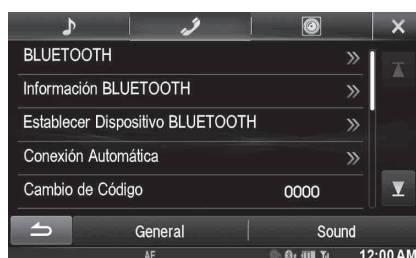 BLUETOOTH
Información BLUETOOTH
Establecer Dispositivo BLUETOOTH
Conexión Automática
Cambio de Código 0000
General Sound
AF 12:00 AM